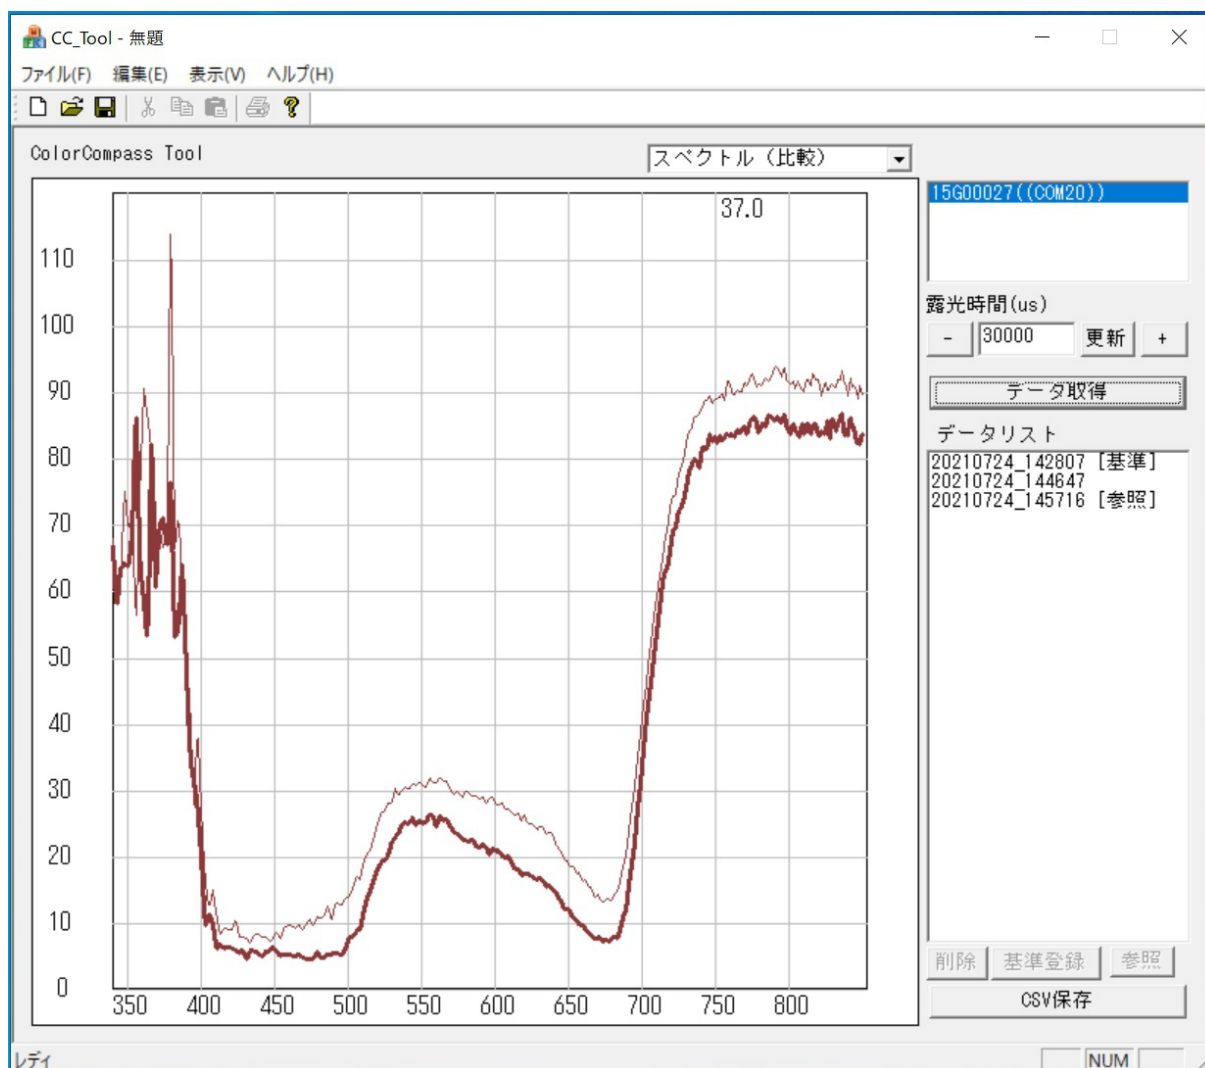 CC_Tool - 無題
ファイル(F) 編集(E) 表示(V) ヘルプ(H)
ColorCompass Tool
スペクトル（比較）
37.0
110
100
90
80
70
60
50
40
30
20
10
0
350 400 450 500 550 600 650 700 750 800
15G00027((COM20))
露光時間(us)
- 30000 更新 +
データ取得
データリスト
20210724_142807 [基準]
20210724_144647
20210724_145716 [参照]
削除 基準登録 参照
CSV保存
レディ NUM